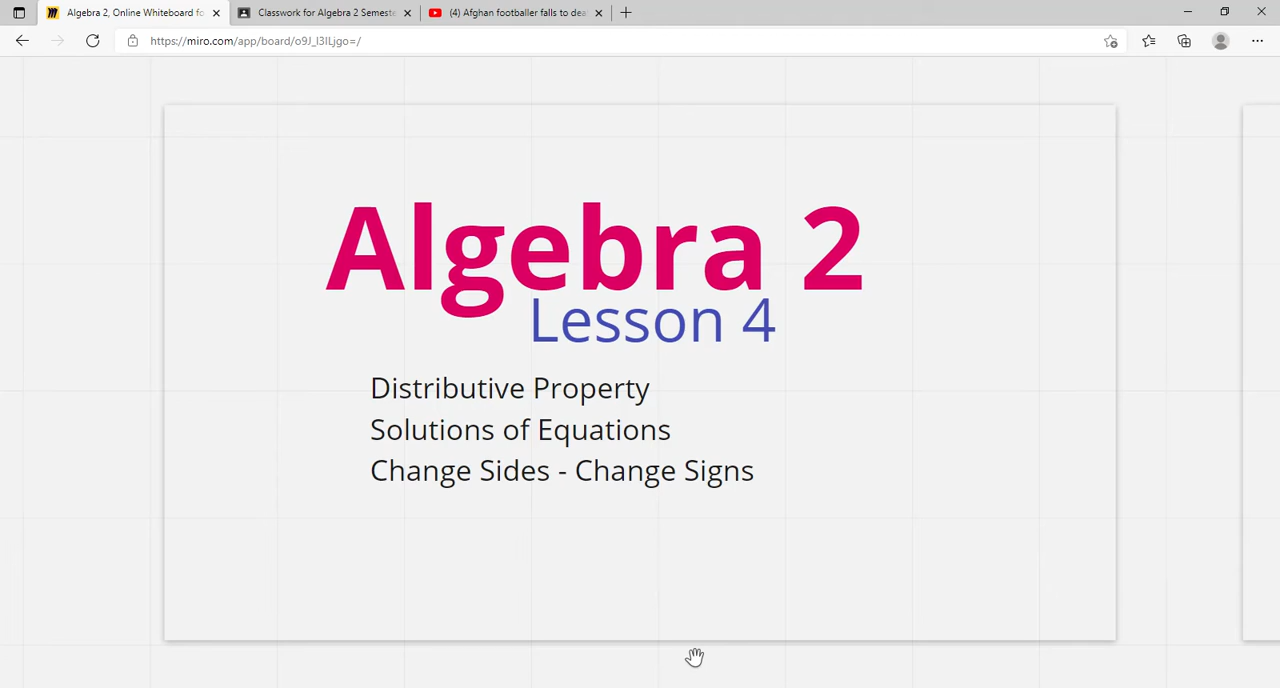 Algebra 2, Online Whiteboard fo
Classwork for Algebra 2 Semeste
(4) Afghan footballer falls to dea
https://miro.com/app/board/o9J_l3lLjgo=/
Algebra 2
Lesson 4
Distributive Property
Solutions of Equations
Change Sides - Change Signs